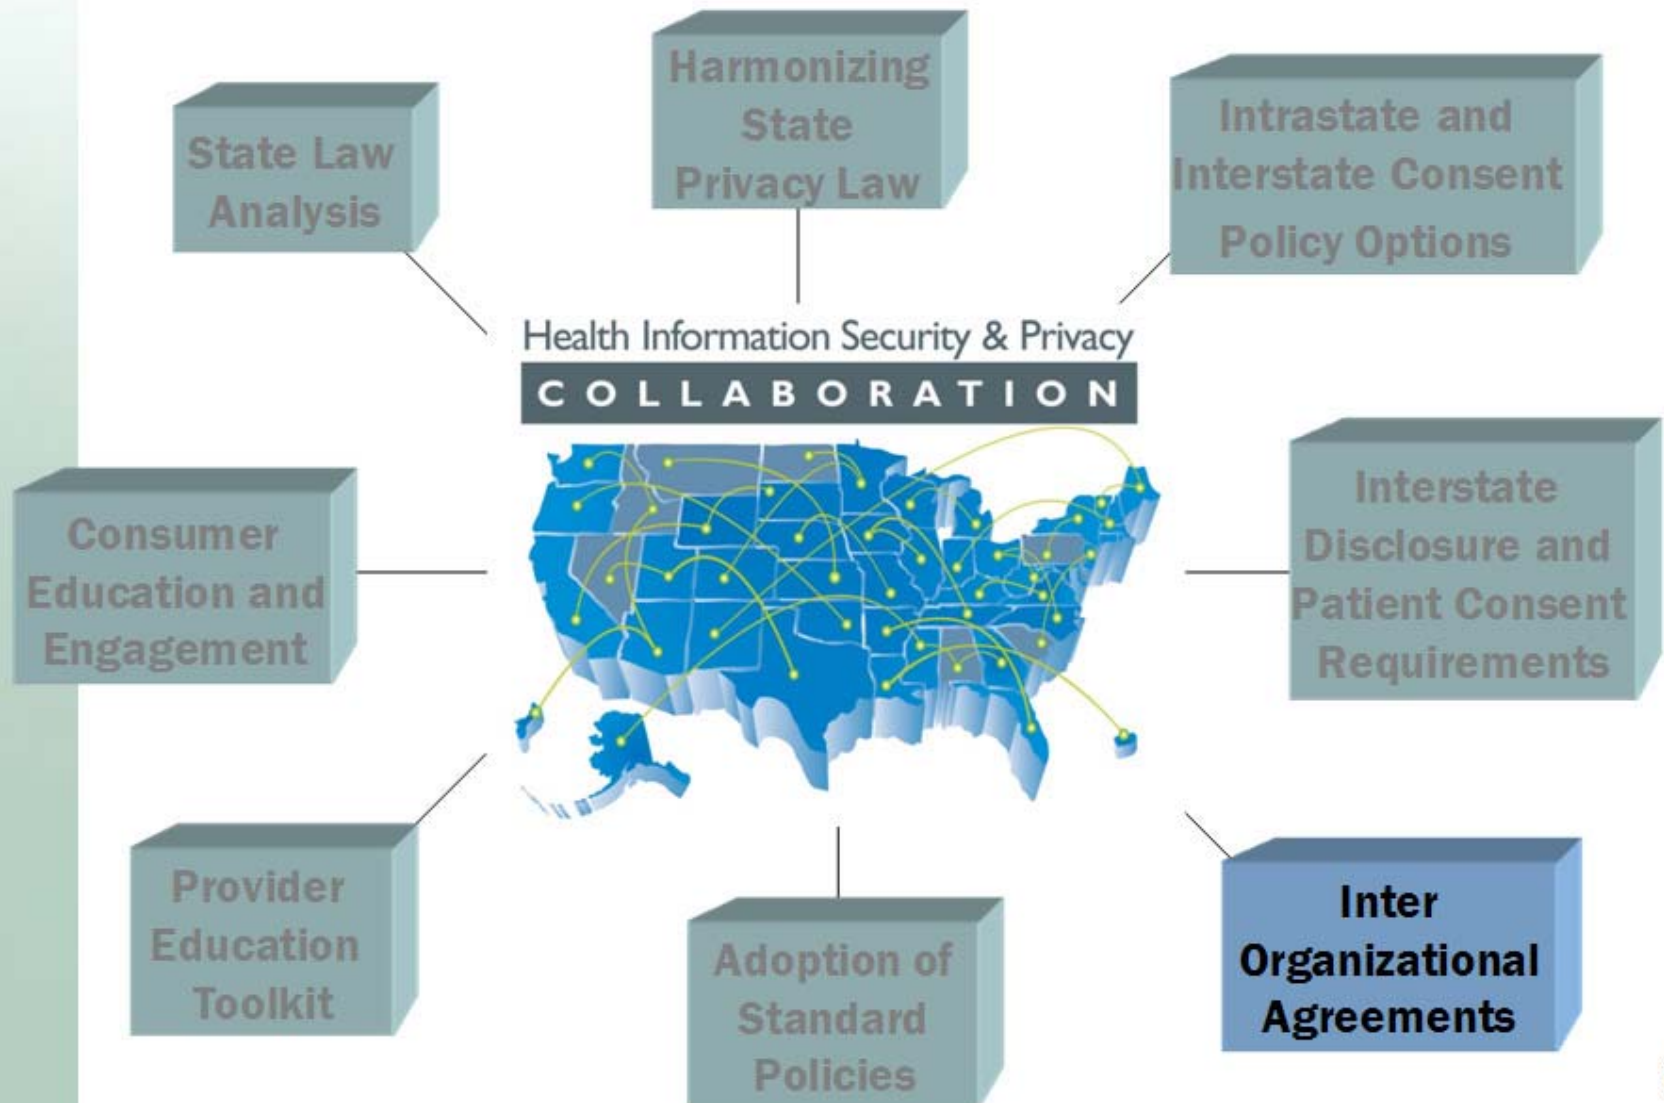 Harmonizing
State
Privacy Law
State Law
Analysis
Intrastate and
Interstate Consent
Policy Options
Health Information Security & Privacy
COLLABORATION
Consumer
Education and
Engagement
Interstate
Disclosure and
Patient Consent
Requirements
Provider
Education
Toolkit
Adoption of
Standard
Policies
Inter
Organizational
Agreements